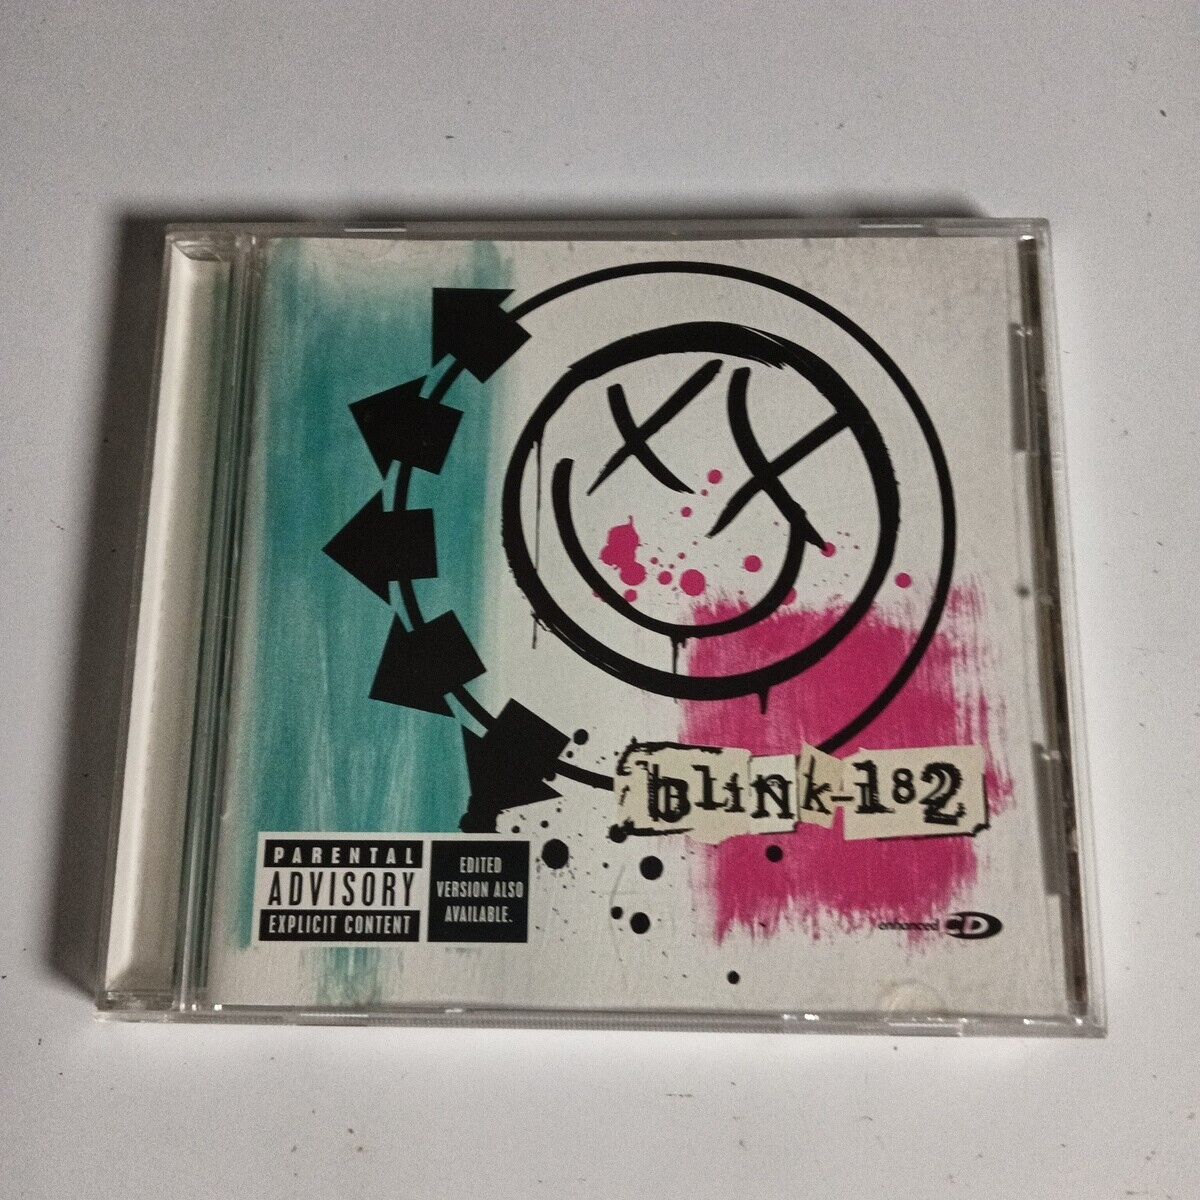 blink-182
PARENTAL
ADVISORY
EXPLICIT CONTENT
EDITED
VERSION ALSO
AVAILABLE.
enhanced CD